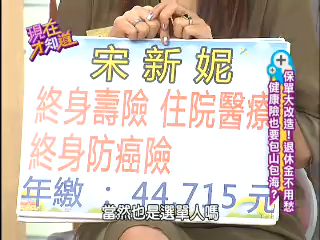 現在才知道
宋新妮
終身壽險 住院醫療
終身防癌險
年繳：44,715元
保單大改造！退休金不用愁
健康險也要包山包海？
當然也是選單人嗎